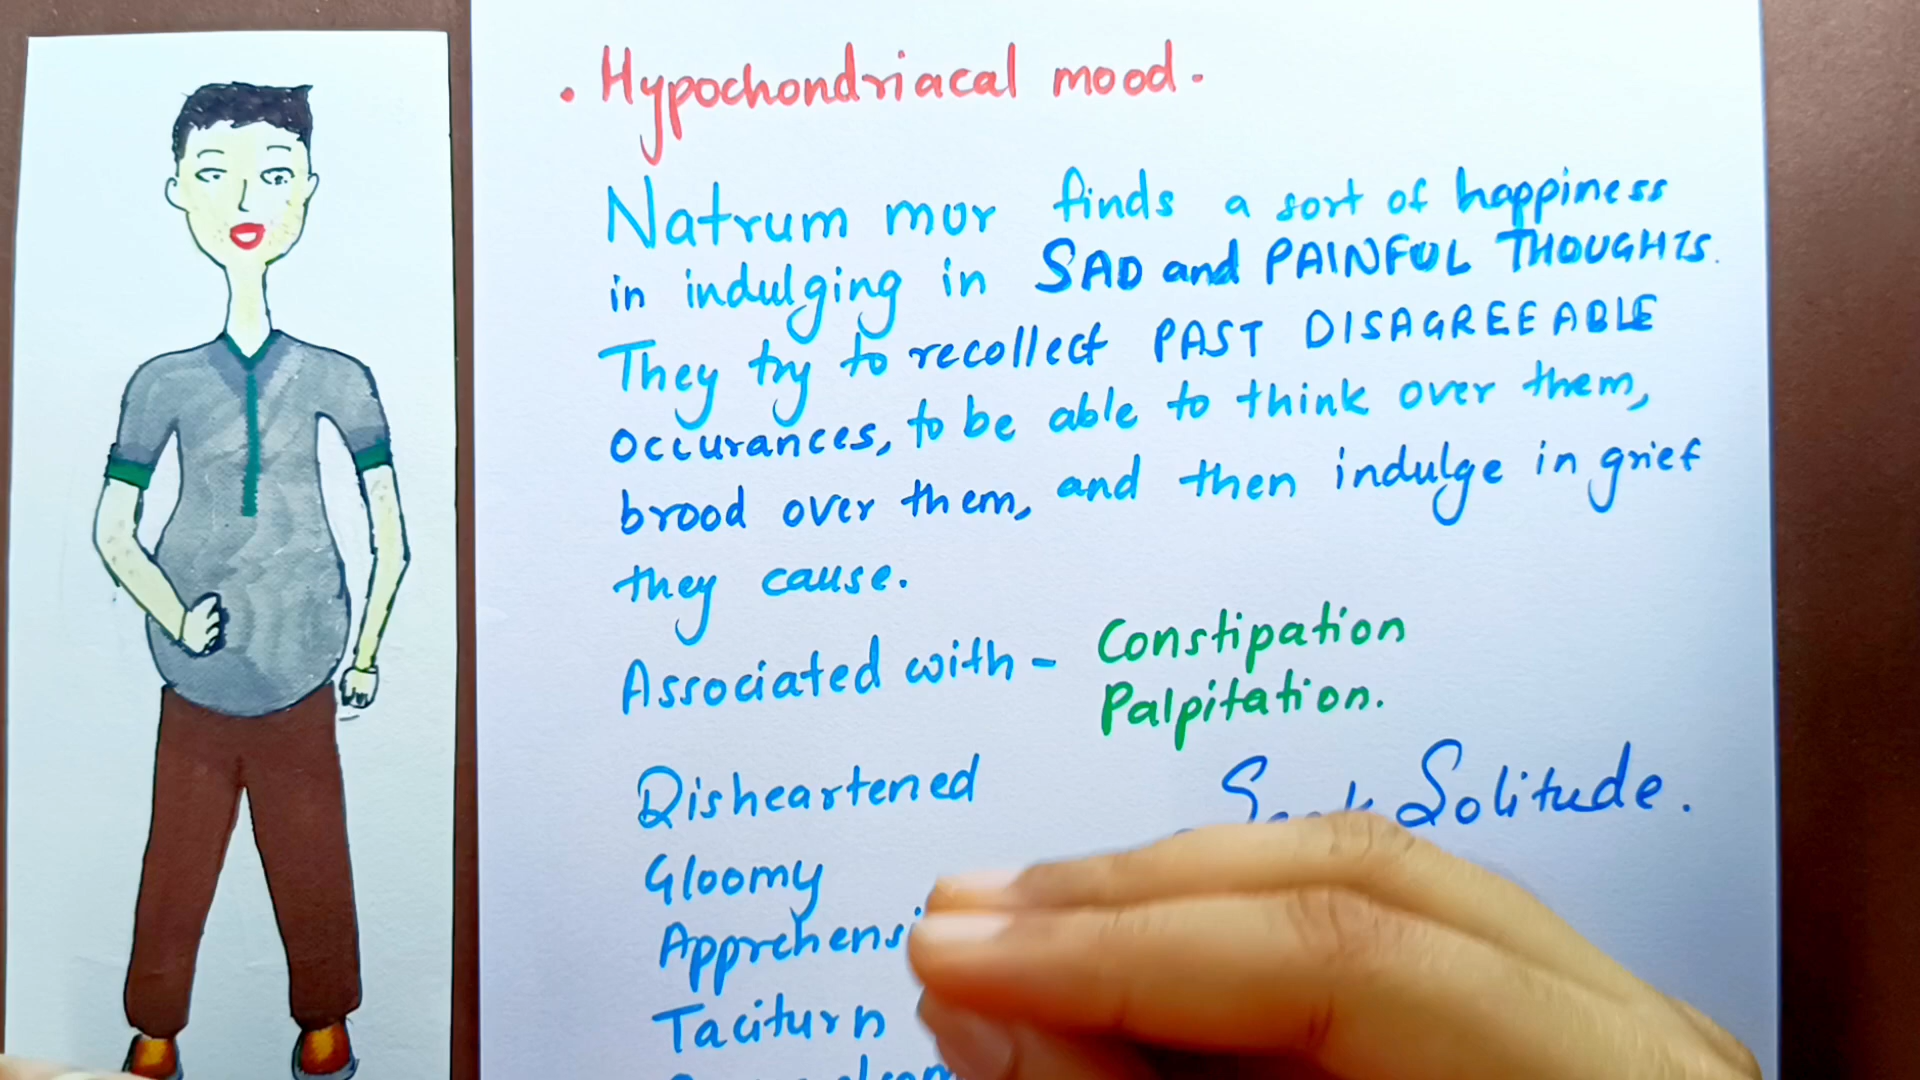 • Hypochondriacal mood.
Natrum mur finds a sort of happiness
in indulging in SAD and PAINFUL THOUGHTS.
They try to recollect PAST DISAGREEABLE
occurances, to be able to think over them,
brood over them, and then indulge in grief
they cause.
Associated with - Constipation
Palpitation.
Disheartened
Solitude.
Gloomy
Taciturn